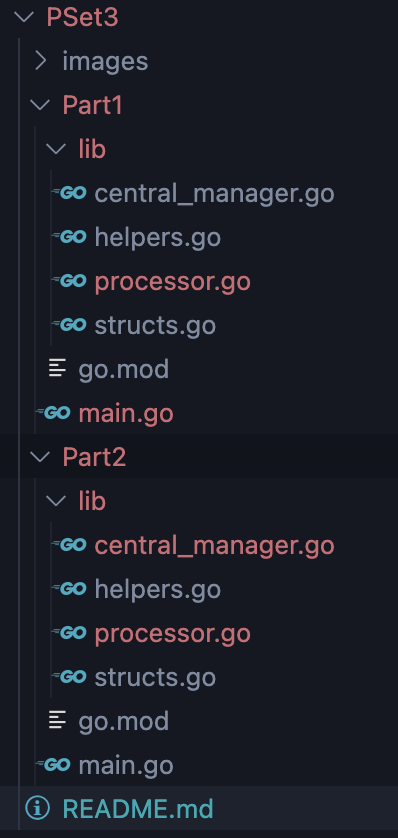 PSet3
images
Part1
lib
GO central_manager.go
GO helpers.go
GO processor.go
GO structs.go
go.mod
GO main.go
Part2
lib
GO central_manager.go
GO helpers.go
GO processor.go
GO structs.go
go.mod
GO main.go
README.md